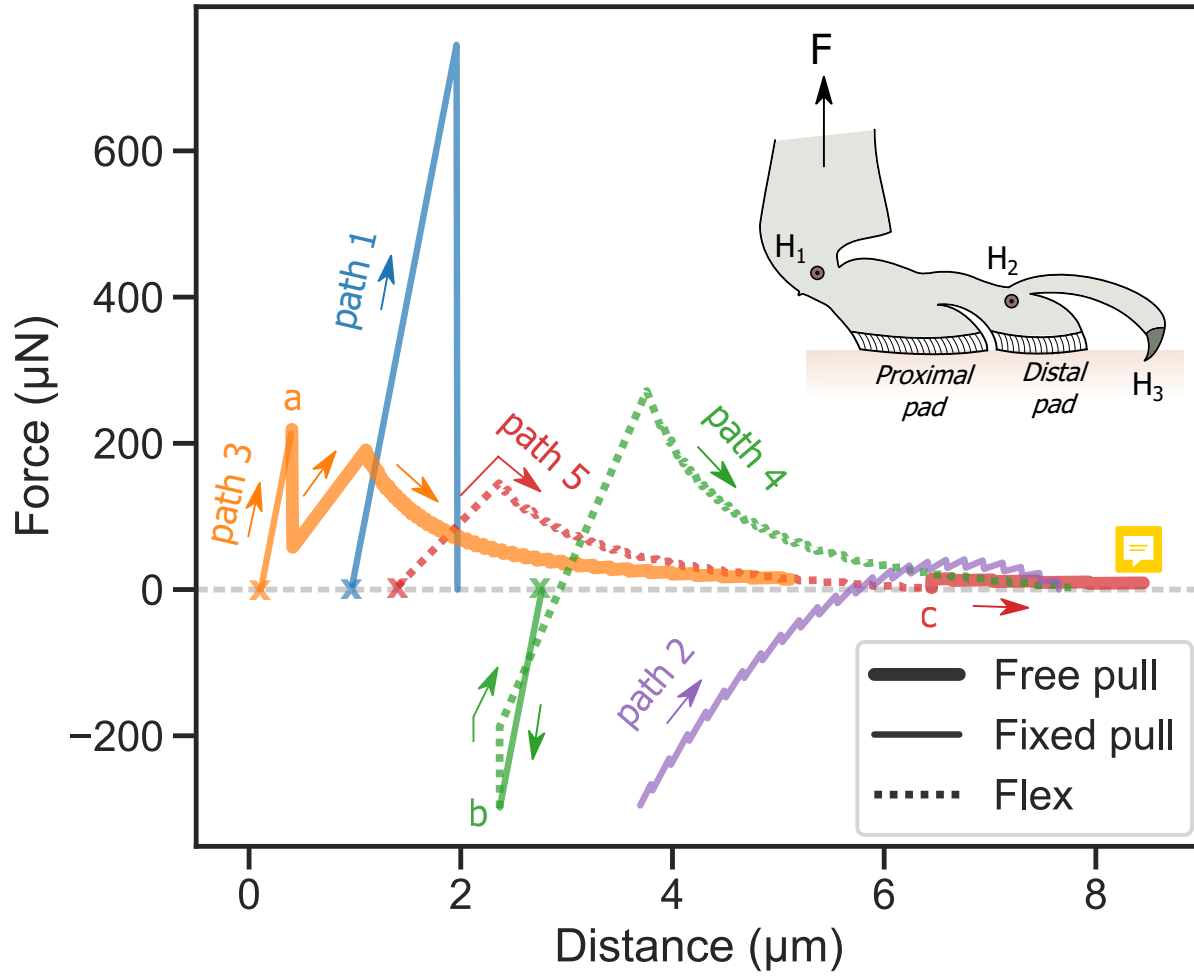 Force (μN)
600
400
200
0
−200
0
2
4
6
8
Distance (μm)
path 1
path 2
path 3
path 4
path 5
a
b
c
F
H₁
H₂
H₃
Proximal
pad
Distal
pad
Free pull
Fixed pull
Flex